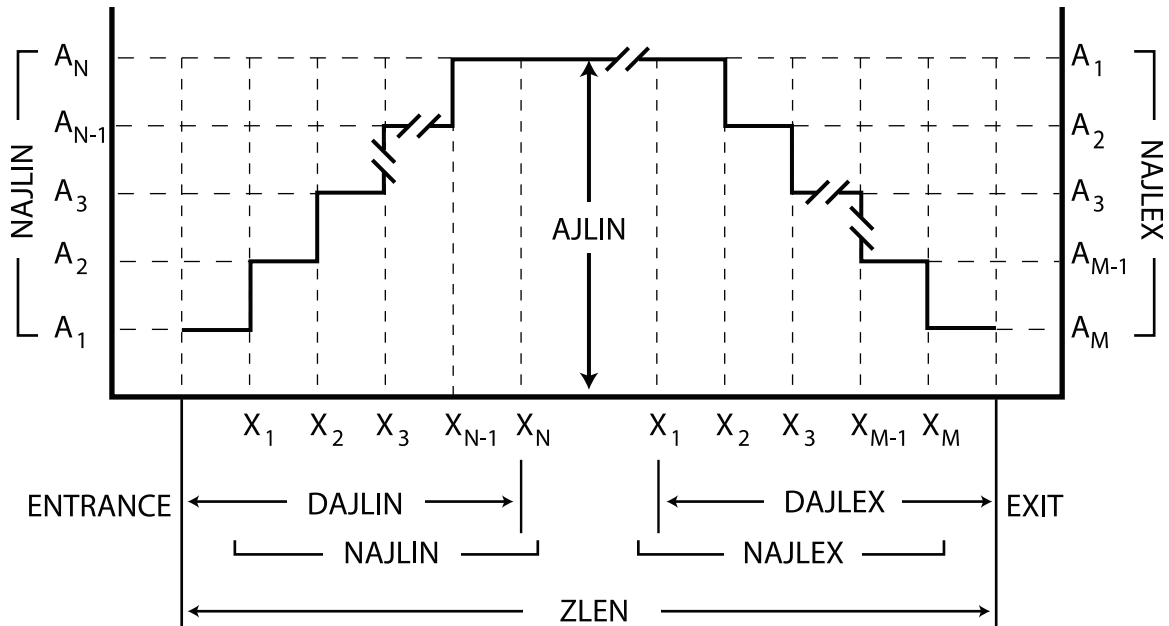 A_N A_1
A_{N-1} A_2
NAJLIN NAJLEX
A_3 A_3
AJLIN
A_2 A_{M-1}
A_1 A_M
X_1 X_2 X_3 X_{N-1} X_N X_1 X_2 X_3 X_{M-1} X_M
ENTRANCE DAJLIN DAJLEX EXIT
NAJLIN NAJLEX
ZLEN